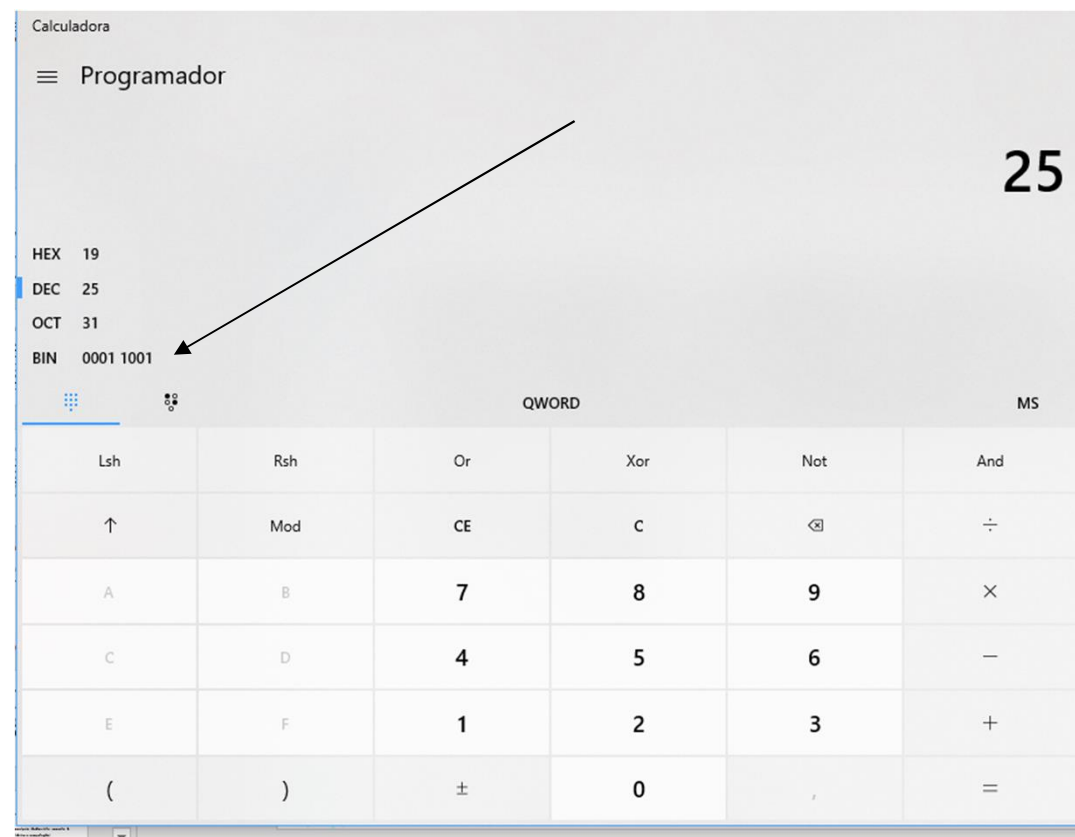 Calculadora
☰ Programador
25
HEX 19
DEC 25
OCT 31
BIN 0001 1001
QWORD MS
Lsh Rsh Or Xor Not And
↑ Mod CE C ⌫ ÷
A B 7 8 9 ×
C D 4 5 6 −
E F 1 2 3 +
( ) ± 0 , =